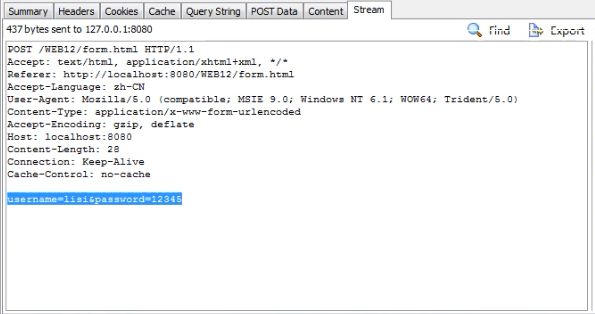 Summary Headers Cookies Cache Query String POST Data Content Stream
437 bytes sent to 127.0.0.1:8080 Find Export
POST /WEB12/form.html HTTP/1.1
Accept: text/html, application/xhtml+xml, */*
Referer: http://localhost:8080/WEB12/form.html
Accept-Language: zh-CN
User-Agent: Mozilla/5.0 (compatible; MSIE 9.0; Windows NT 6.1; WOW64; Trident/5.0)
Content-Type: application/x-www-form-urlencoded
Accept-Encoding: gzip, deflate
Host: localhost:8080
Content-Length: 28
Connection: Keep-Alive
Cache-Control: no-cache
username=lisi&password=12345